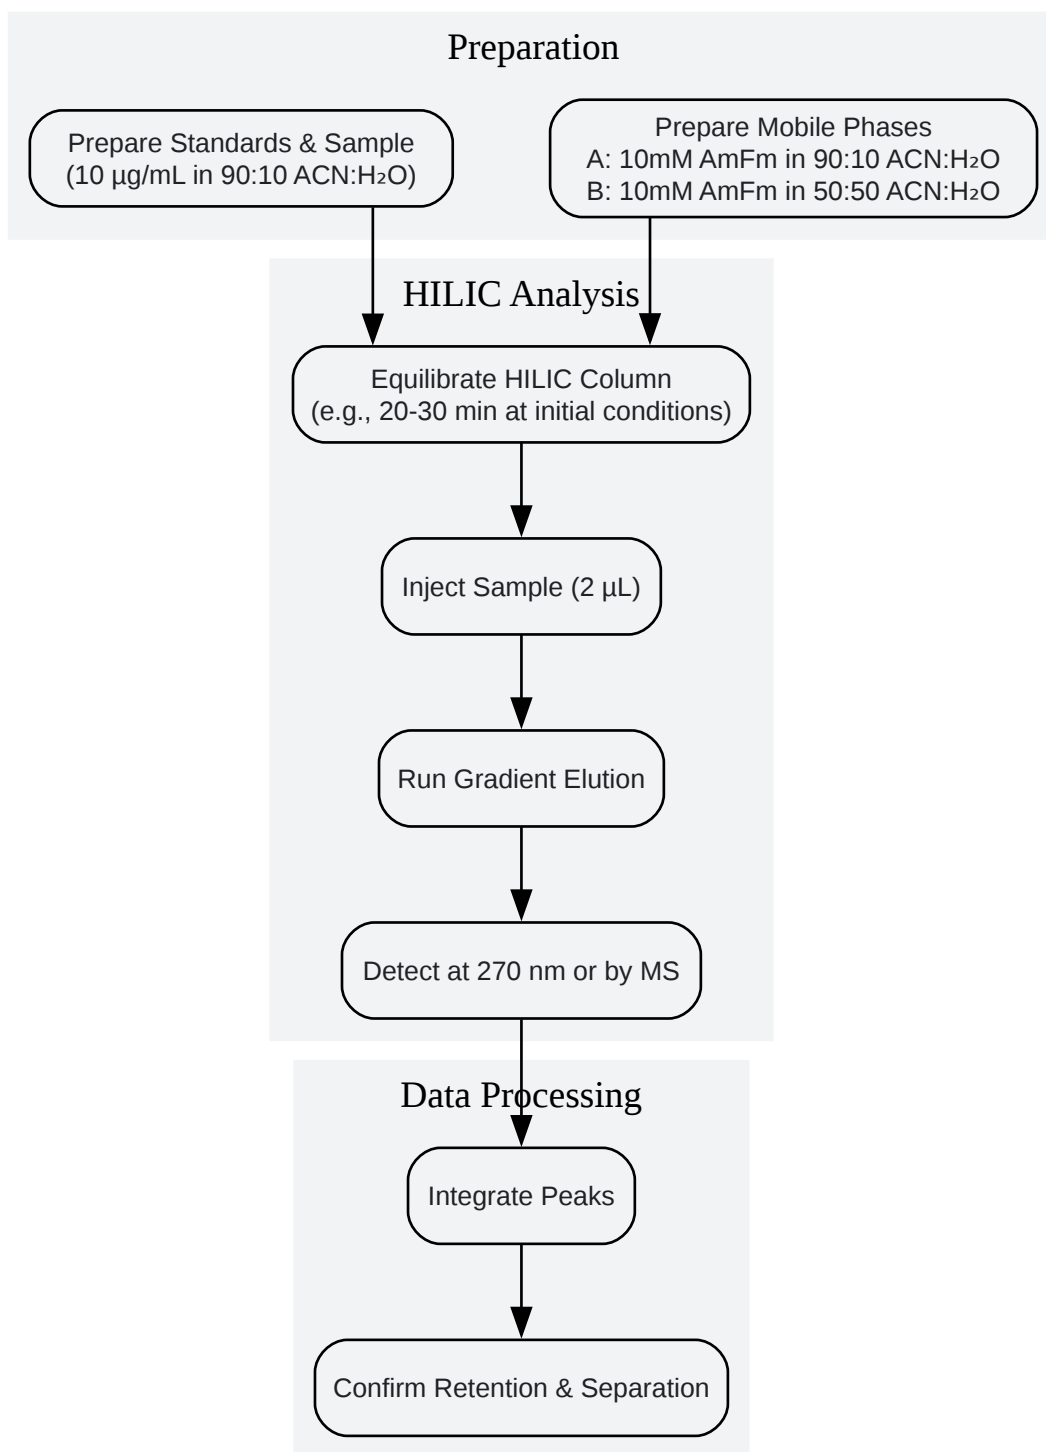 Preparation
Prepare Standards & Sample
(10 µg/mL in 90:10 ACN:H₂O)
Prepare Mobile Phases
A: 10mM AmFm in 90:10 ACN:H₂O
B: 10mM AmFm in 50:50 ACN:H₂O
HILIC Analysis
Equilibrate HILIC Column
(e.g., 20-30 min at initial conditions)
Inject Sample (2 µL)
Run Gradient Elution
Detect at 270 nm or by MS
Data Processing
Integrate Peaks
Confirm Retention & Separation